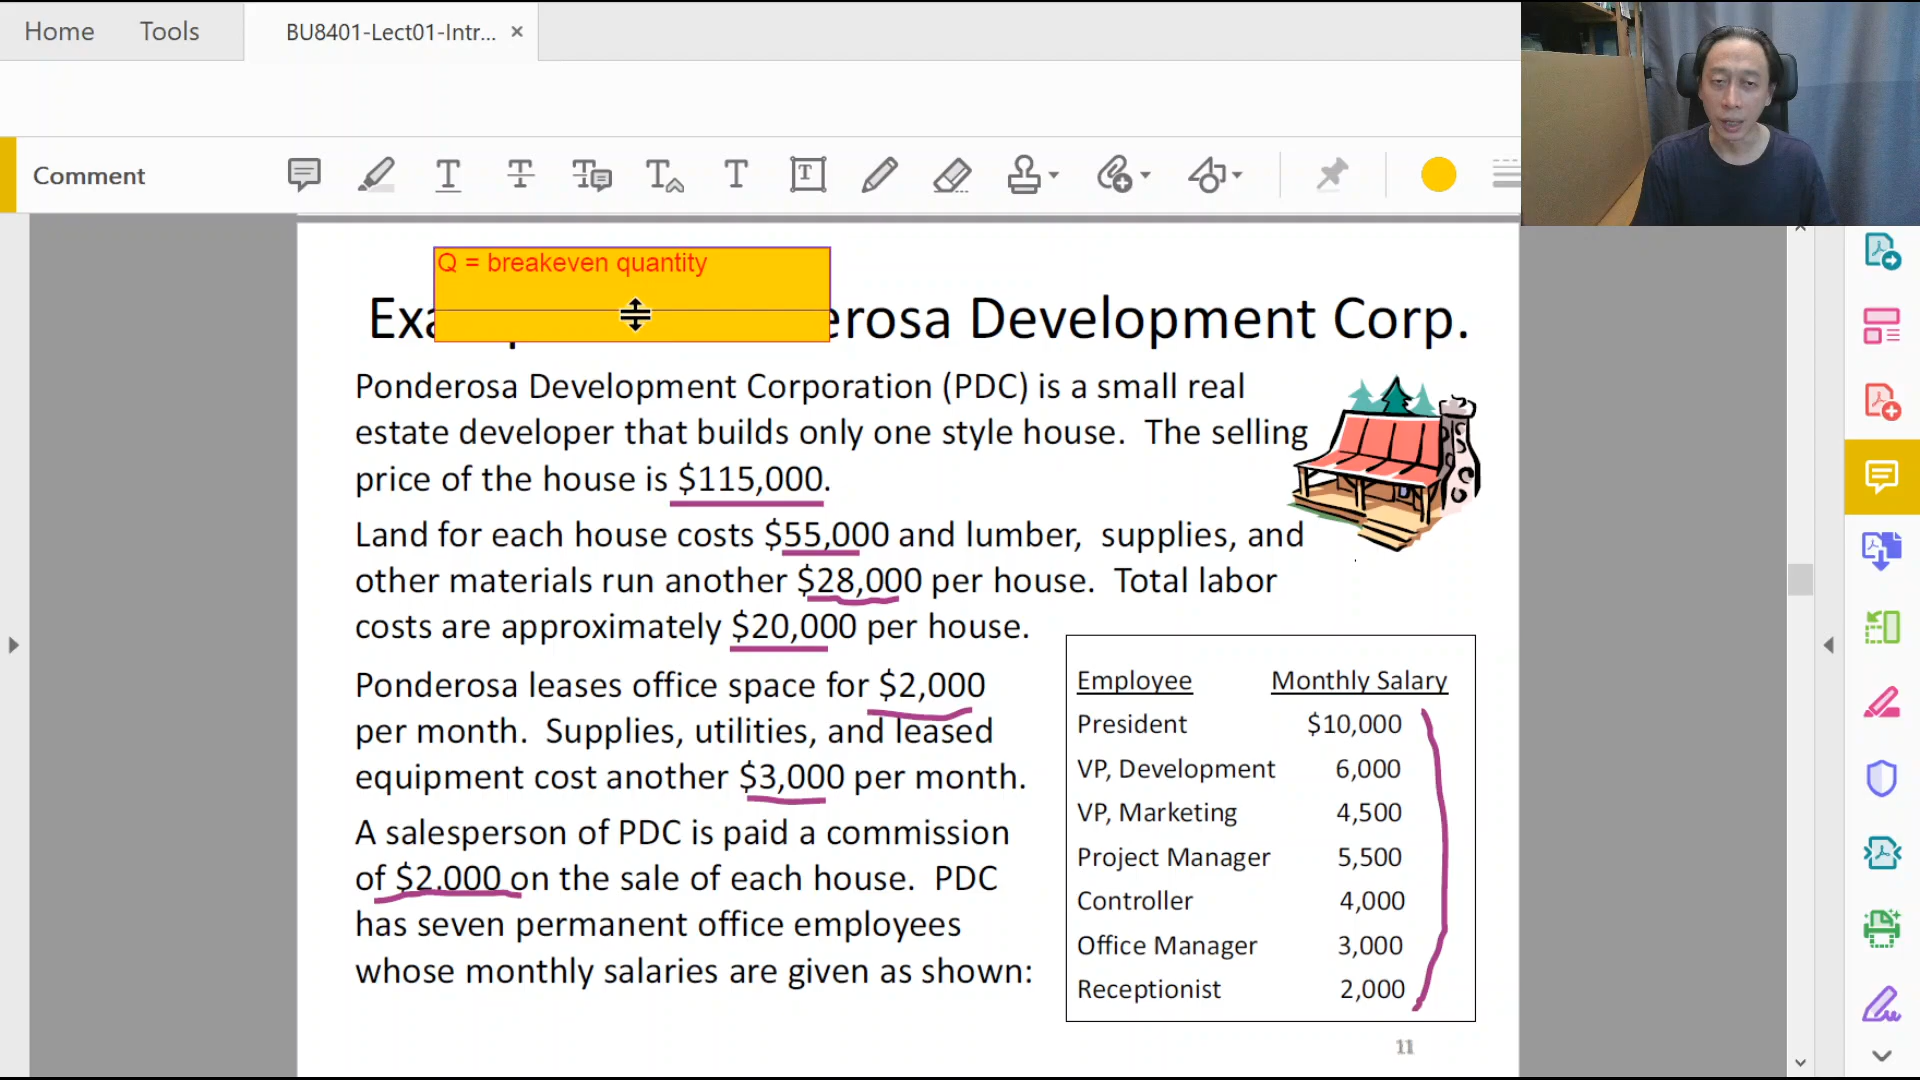 Home
Tools
BU8401-Lect01-Intr...
Comment
Q = breakeven quantity
erosa Development Corp.
Ponderosa Development Corporation (PDC) is a small real
estate developer that builds only one style house. The selling
price of the house is $115,000.
Land for each house costs $55,000 and lumber, supplies, and
other materials run another $28,000 per house. Total labor
costs are approximately $20,000 per house.
Ponderosa leases office space for $2,000
per month. Supplies, utilities, and leased
equipment cost another $3,000 per month.
A salesperson of PDC is paid a commission
of $2.000 on the sale of each house. PDC
has seven permanent office employees
whose monthly salaries are given as shown:
Employee Monthly Salary
President $10,000
VP, Development 6,000
VP, Marketing 4,500
Project Manager 5,500
Controller 4,000
Office Manager 3,000
Receptionist 2,000
11